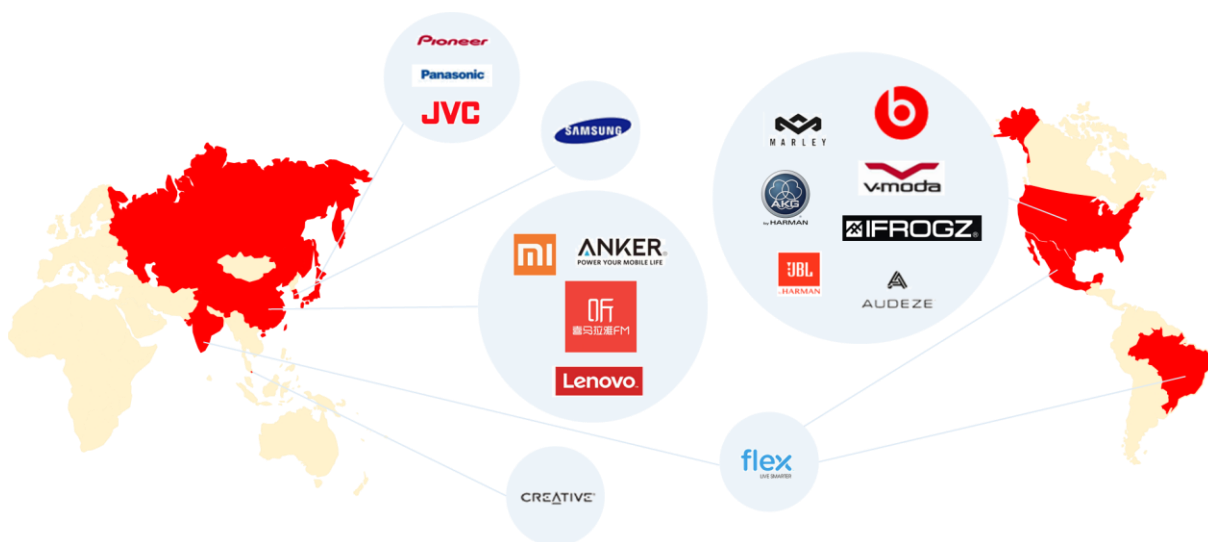 Pioneer
Panasonic
JVC
SAMSUNG
MARLEY
b
AKG
by HARMAN
V-MODA
IFROGZ
JBL
by HARMAN
AUDEZE
mi
ANKER
POWER YOUR MOBILE LIFE
听
喜马拉雅FM
Lenovo
CREATIVE
flex
LIVE SMARTER